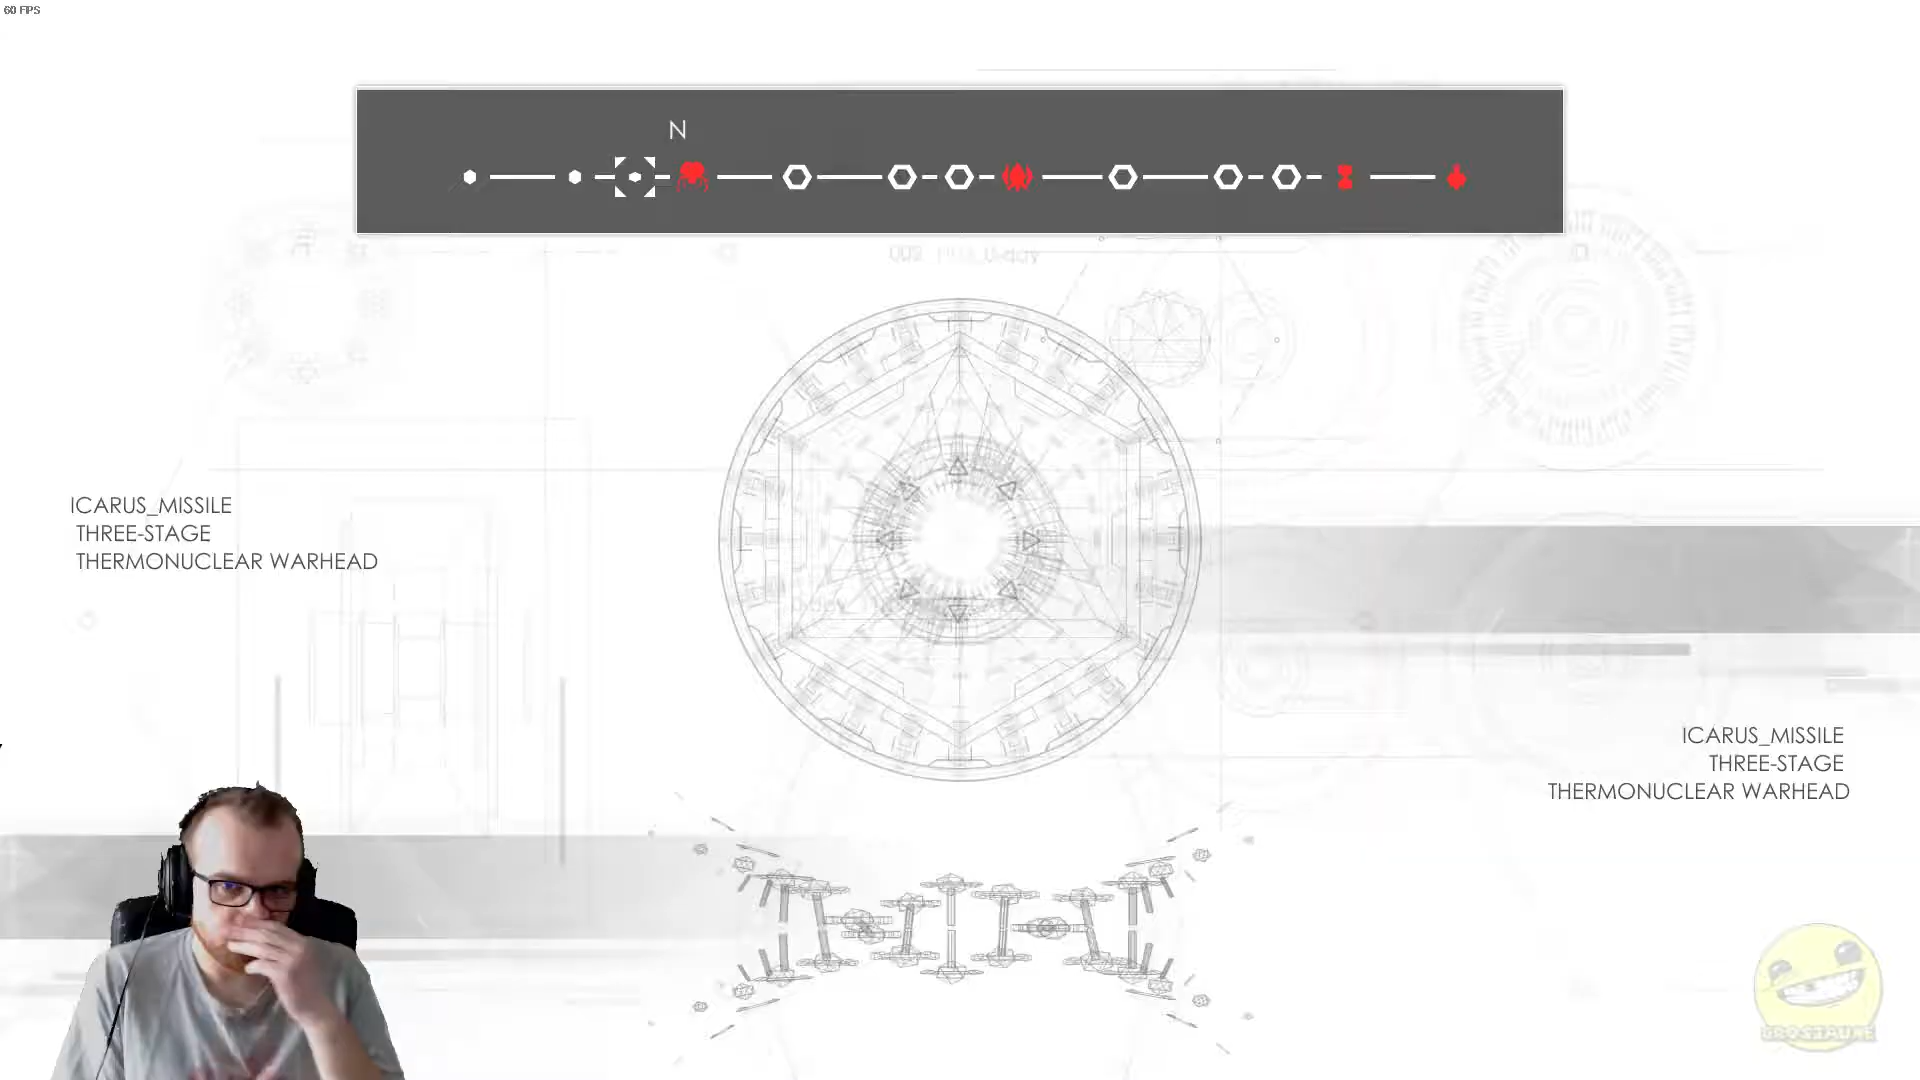 60 FPS
N
ICARUS_MISSILE
THREE-STAGE
THERMONUCLEAR WARHEAD
ICARUS_MISSILE
THREE-STAGE
THERMONUCLEAR WARHEAD